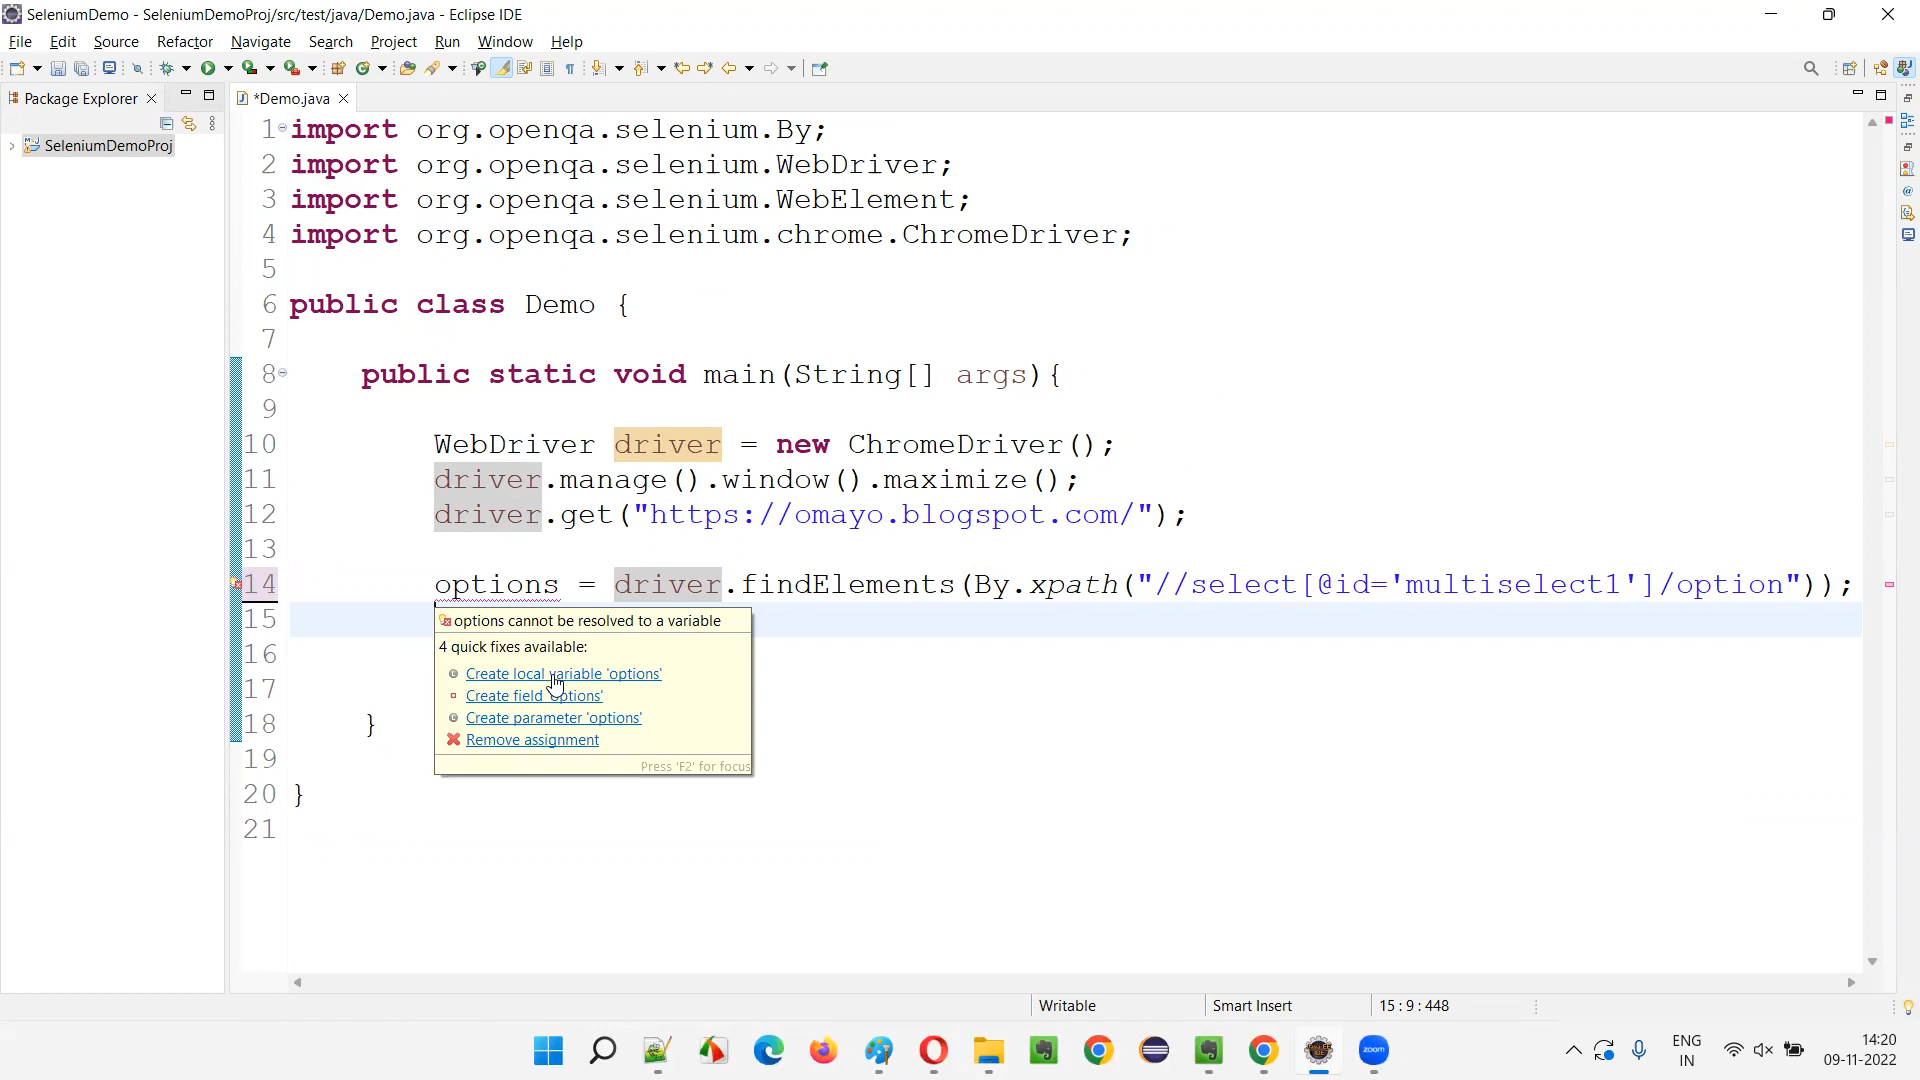 SeleniumDemo - SeleniumDemoProj/src/test/java/Demo.java - Eclipse IDE
File Edit Source Refactor Navigate Search Project Run Window Help
Package Explorer
*Demo.java
SeleniumDemoProj
1 import org.openqa.selenium.By;
2 import org.openqa.selenium.WebDriver;
3 import org.openqa.selenium.WebElement;
4 import org.openqa.selenium.chrome.ChromeDriver;
5
6 public class Demo {
7
8 public static void main(String[] args){
9
10 WebDriver driver = new ChromeDriver();
11 driver.manage().window().maximize();
12 driver.get("https://omayo.blogspot.com/");
13
14 options = driver.findElements(By.xpath("//select[@id='multiselect1']/option"));
15
16
17
18 }
19
20 }
21
options cannot be resolved to a variable
4 quick fixes available:
Create local variable 'options'
Create field 'options'
Create parameter 'options'
Remove assignment
Press 'F2' for focus
Writable
Smart Insert
15 : 9 : 448
zoom
ENG
IN
14:20
09-11-2022